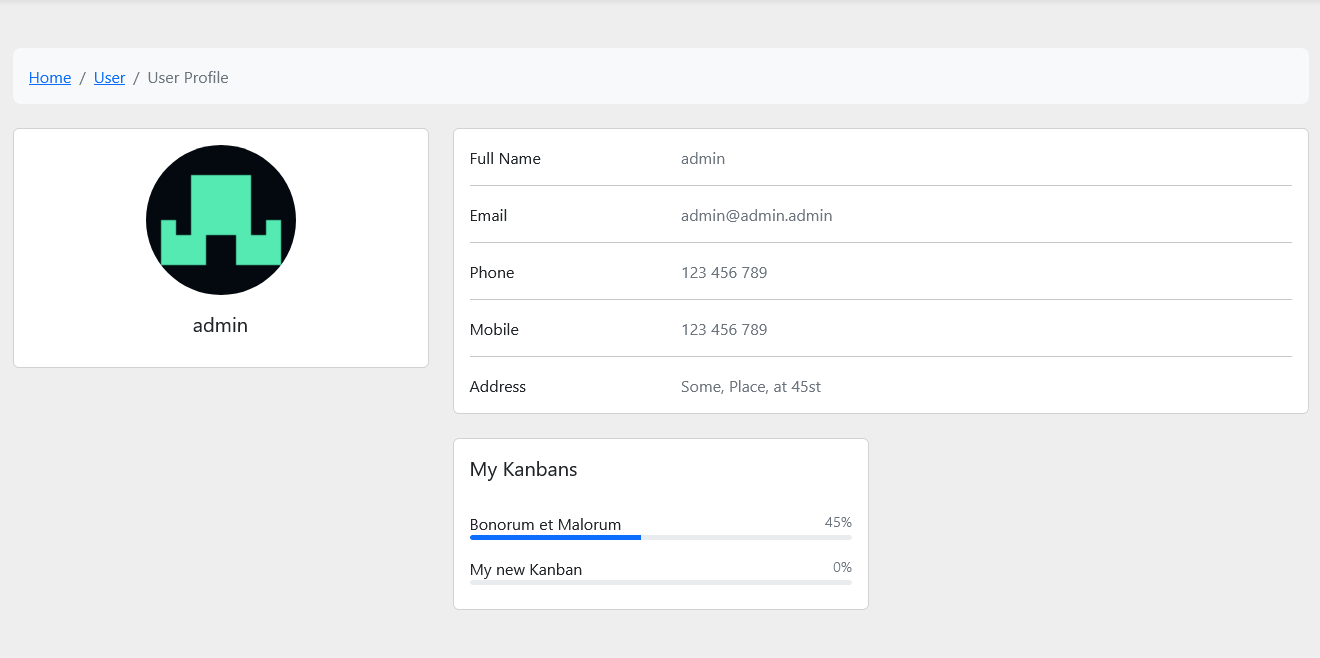 Home / User / User Profile
admin
Full Name admin
Email admin@admin.admin
Phone 123 456 789
Mobile 123 456 789
Address Some, Place, at 45st
My Kanbans
Bonorum et Malorum 45%
My new Kanban 0%